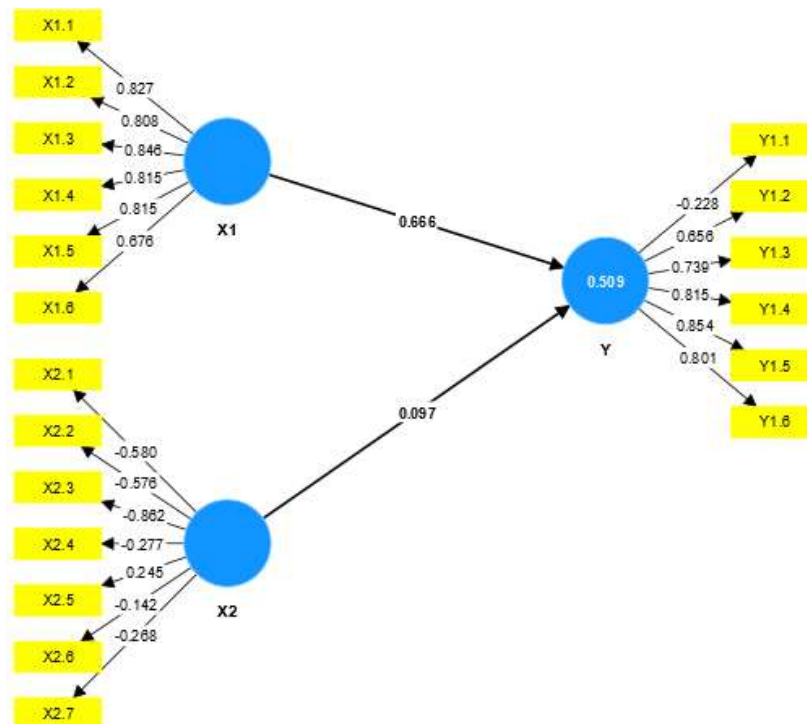 X1.1
X1.2
X1.3
X1.4
X1.5
X1.6
0.827
0.808
0.846
0.815
0.815
0.676
X1
0.666
X2.1
X2.2
X2.3
X2.4
X2.5
X2.6
X2.7
-0.580
-0.576
-0.862
-0.277
0.245
-0.142
-0.268
X2
0.097
0.509
Y
-0.228
0.656
0.739
0.815
0.854
0.801
Y1.1
Y1.2
Y1.3
Y1.4
Y1.5
Y1.6